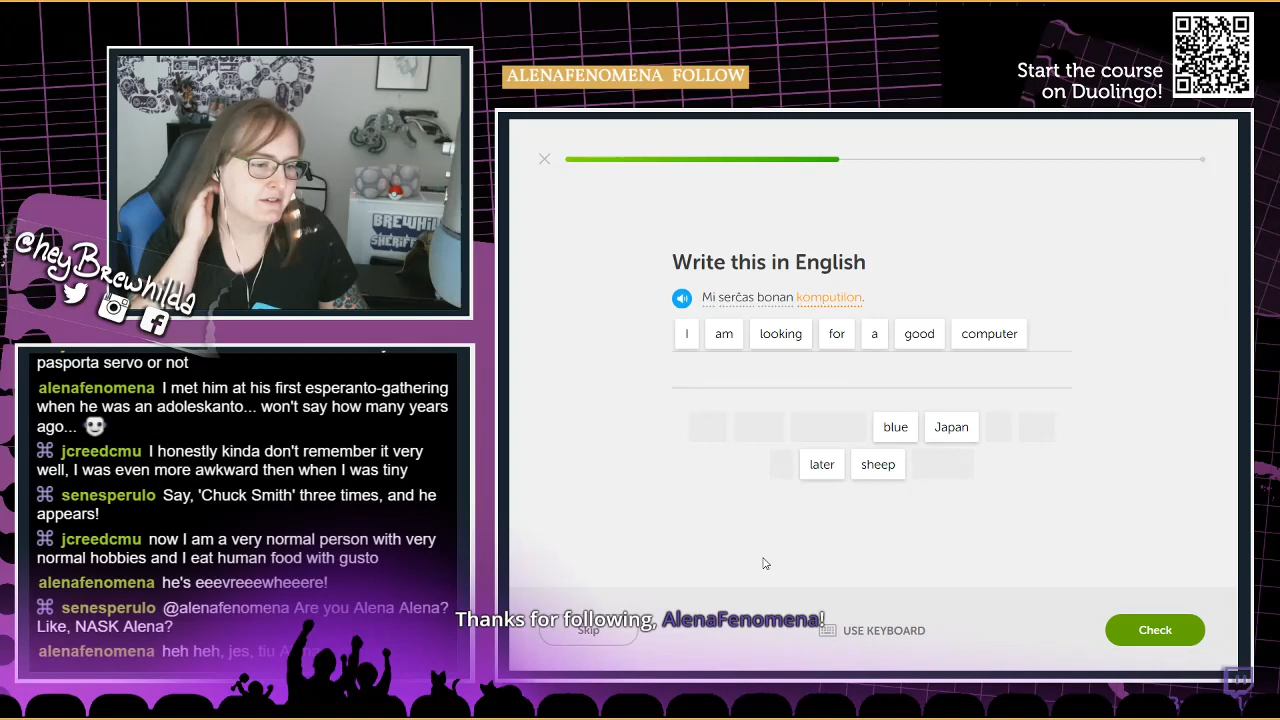 ALENAFENOMENA FOLLOW
Start the course
on Duolingo!
@heyBrewhilda
BREWHIL
SHERIFF
pasporta servo or not
alenafenomena I met him at his first esperanto-gathering
when he was an adoleskanto... won't say how many years
ago...
jcreedcmu I honestly kinda don't remember it very
well, I was even more awkward then when I was tiny
senesperulo Say, 'Chuck Smith' three times, and he
appears!
jcreedcmu now I am a very normal person with very
normal hobbies and I eat human food with gusto
alenafenomena he's eeevreeewheeere!
senesperulo @alenafenomena Are you Alena Alena?
Like, NASK Alena?
alenafenomena heh heh, jes, tiu
Write this in English
Mi serĉas bonan komputilon.
I am looking for a good computer
blue Japan
later sheep
Thanks for following, AlenaFenomena!
Skip
USE KEYBOARD
Check